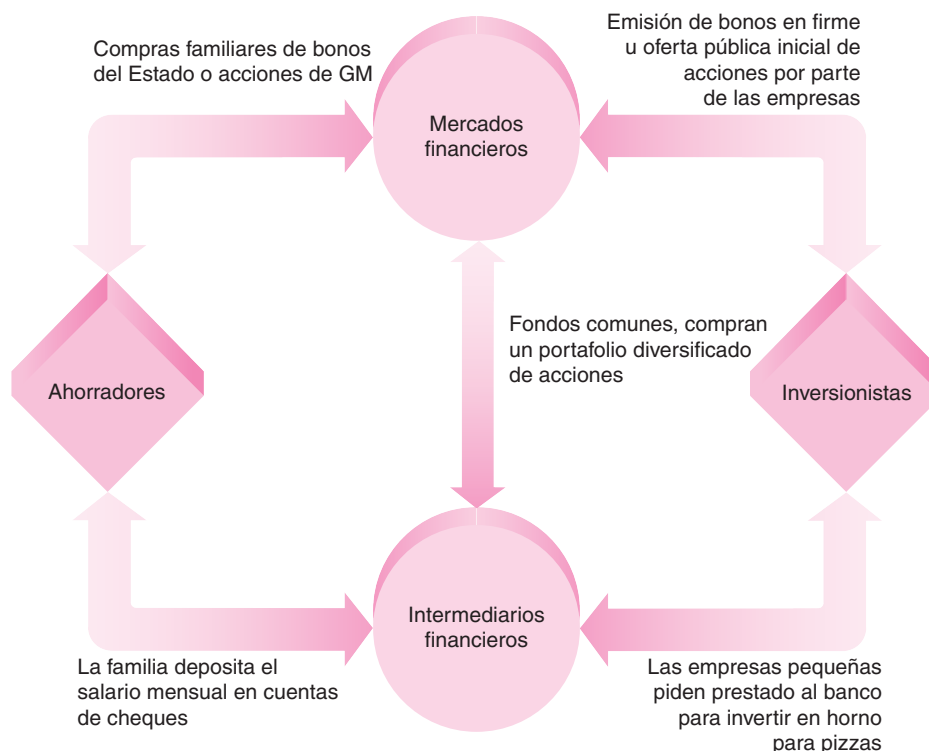 Compras familiares de bonos
del Estado o acciones de GM
Emisión de bonos en firme
u oferta pública inicial de
acciones por parte
de las empresas
Mercados
financieros
Fondos comunes, compran
un portafolio diversificado
de acciones
Ahorradores
Inversionistas
Intermediarios
financieros
La familia deposita el
salario mensual en cuentas
de cheques
Las empresas pequeñas
piden prestado al banco
para invertir en horno
para pizzas